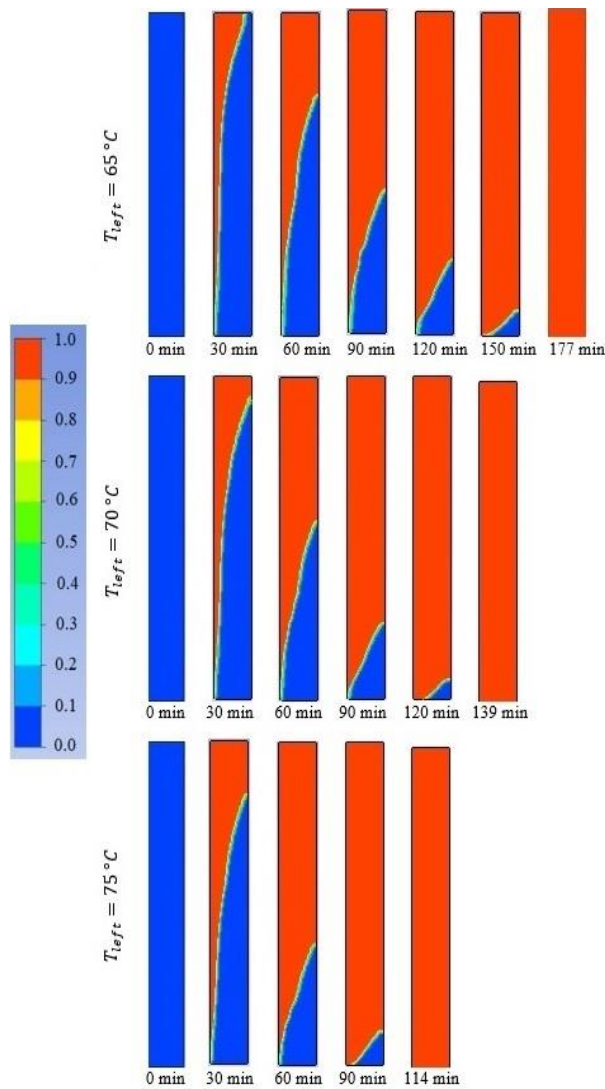 T_left = 65 °C
0 min 30 min 60 min 90 min 120 min 150 min 177 min
1.0
0.9
0.8
0.7
0.6
0.5
0.4
0.3
0.2
0.1
0.0
T_left = 70 °C
0 min 30 min 60 min 90 min 120 min 139 min
T_left = 75 °C
0 min 30 min 60 min 90 min 114 min